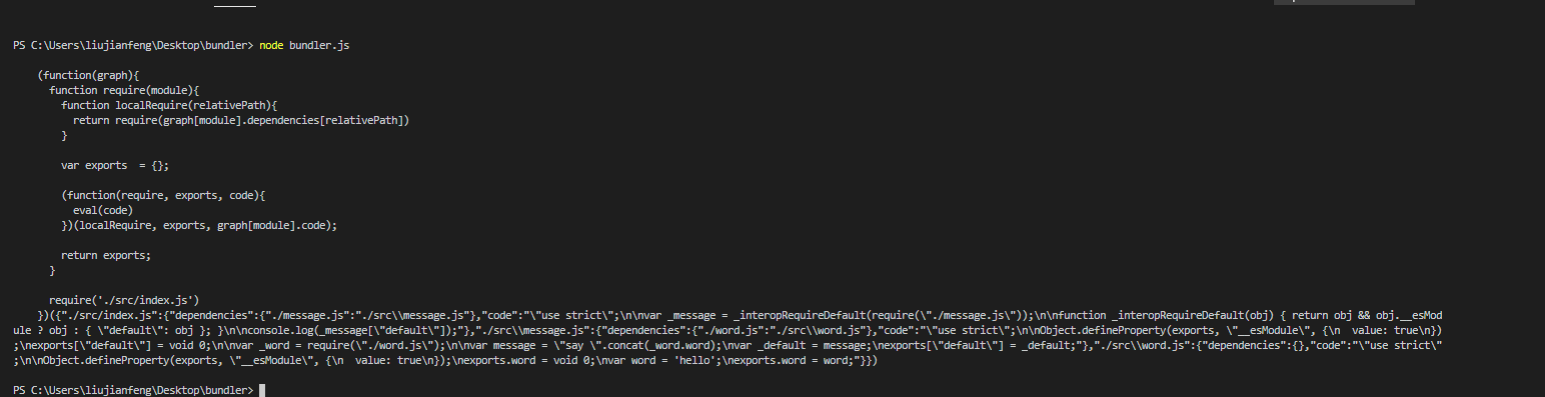 PS C:\Users\liujianfeng\Desktop\bundler> node bundler.js
(function(graph){
function require(module){
function localRequire(relativePath){
return require(graph[module].dependencies[relativePath])
}
var exports  = {};
(function(require, exports, code){
eval(code)
})(localRequire, exports, graph[module].code);
return exports;
}
require('./src/index.js')
})({"./src/index.js":{"dependencies":{"./message.js":"./src\\message.js"},"code":"\"use strict\";\n\nvar _message = _interopRequireDefault(require(\"./message.js\"));\n\nfunction _interopRequireDefault(obj) { return obj && obj.__esMod
ule ? obj : { \"default\": obj }; }\n\nconsole.log(_message[\"default\"]);"},"./src\\message.js":{"dependencies":{"./word.js":"./src\\word.js"},"code":"\"use strict\";\n\nObject.defineProperty(exports, \"__esModule\", {\n  value: true\n})
;\nexports[\"default\"] = void 0;\n\nvar _word = require(\"./word.js\");\n\nvar message = \"say \".concat(_word.word);\nvar _default = message;\nexports[\"default\"] = _default;"},"./src\\word.js":{"dependencies":{},"code":"\"use strict\"
;\n\nObject.defineProperty(exports, \"__esModule\", {\n  value: true\n});\nexports.word = void 0;\nvar word = 'hello';\nexports.word = word;"}})
PS C:\Users\liujianfeng\Desktop\bundler>